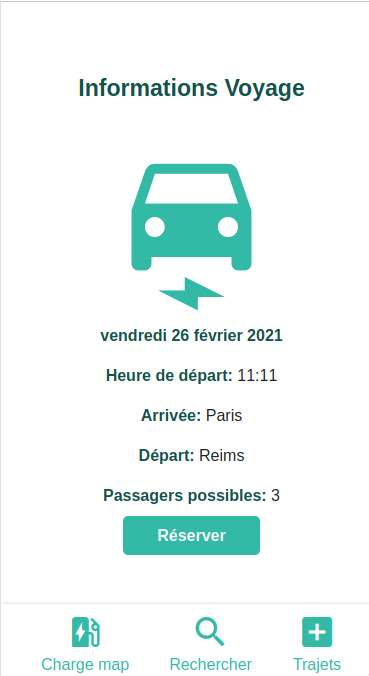 Informations Voyage
vendredi 26 février 2021
Heure de départ: 11:11
Arrivée: Paris
Départ: Reims
Passagers possibles: 3
Réserver
Charge map
Rechercher
Trajets